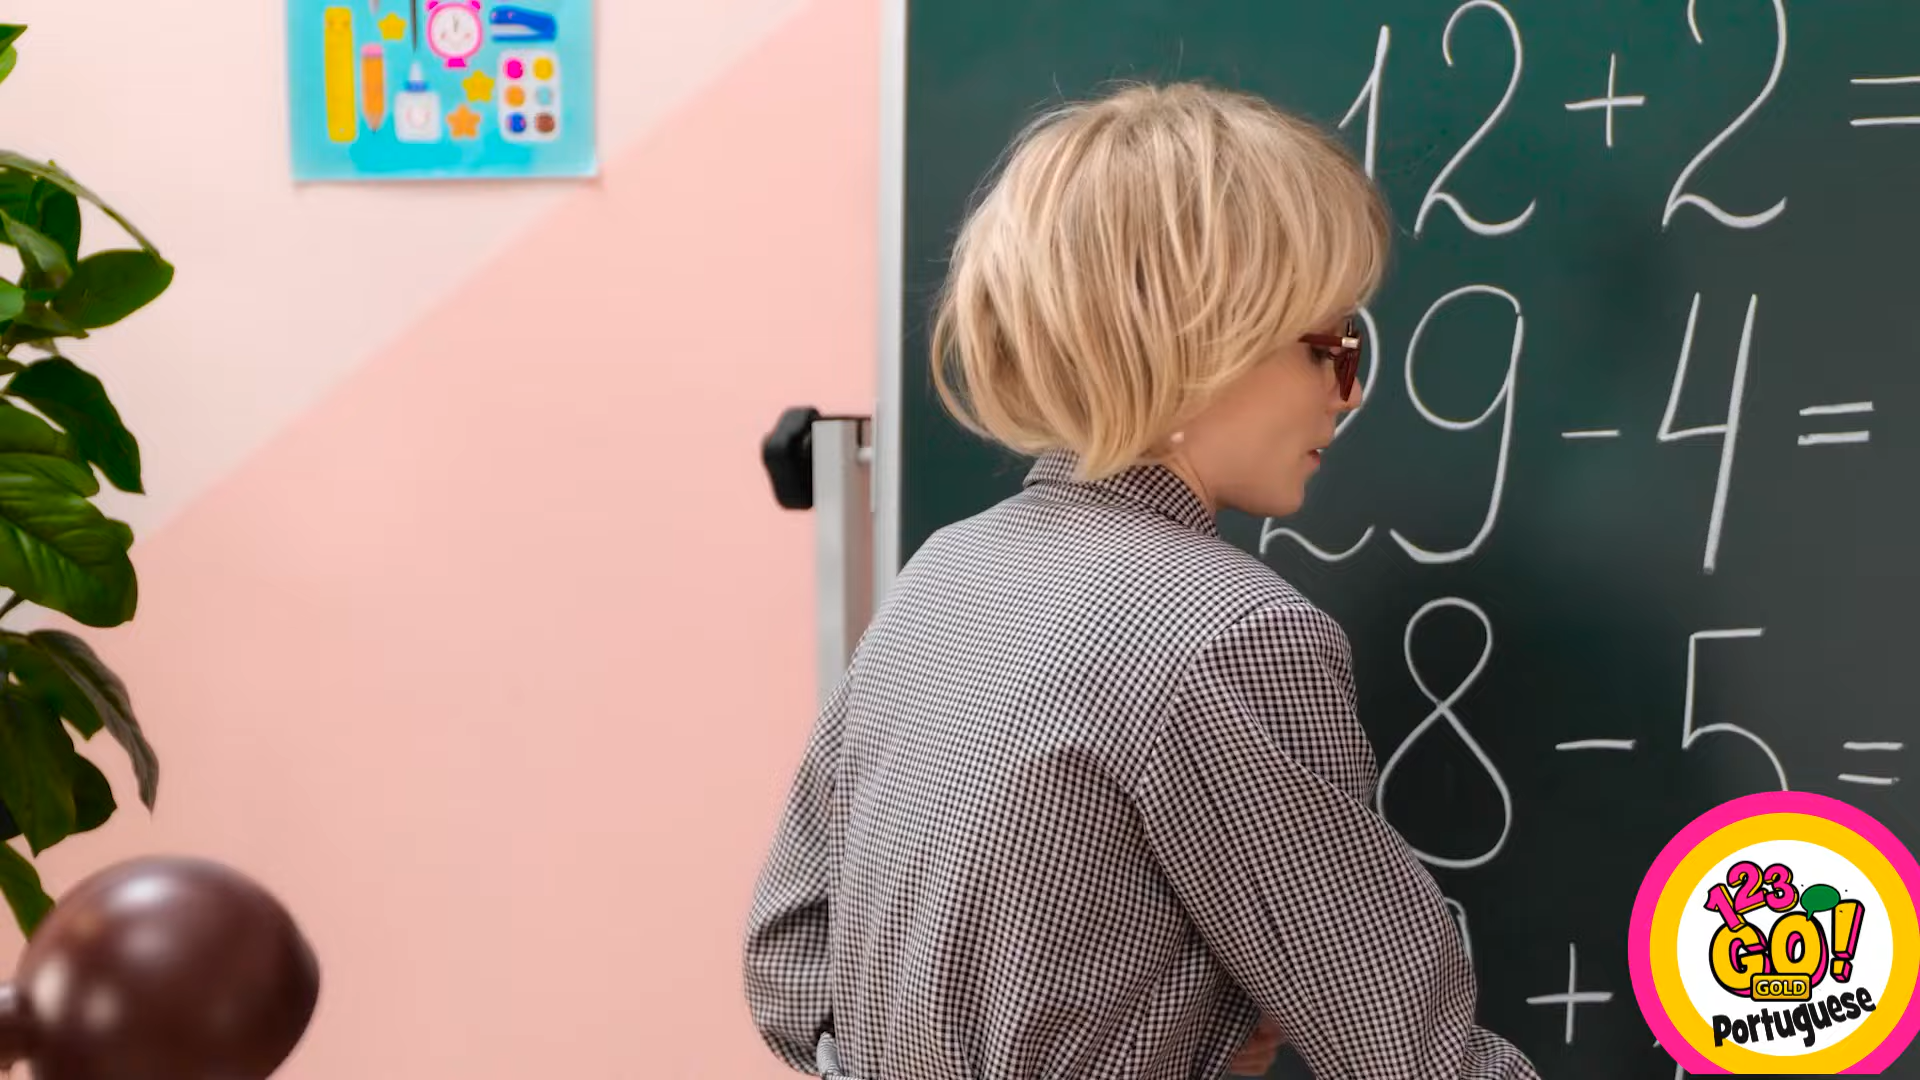 12 + 2 =
29 - 4 =
8 - 5 =
+
123
GO!
GOLD
Portuguese